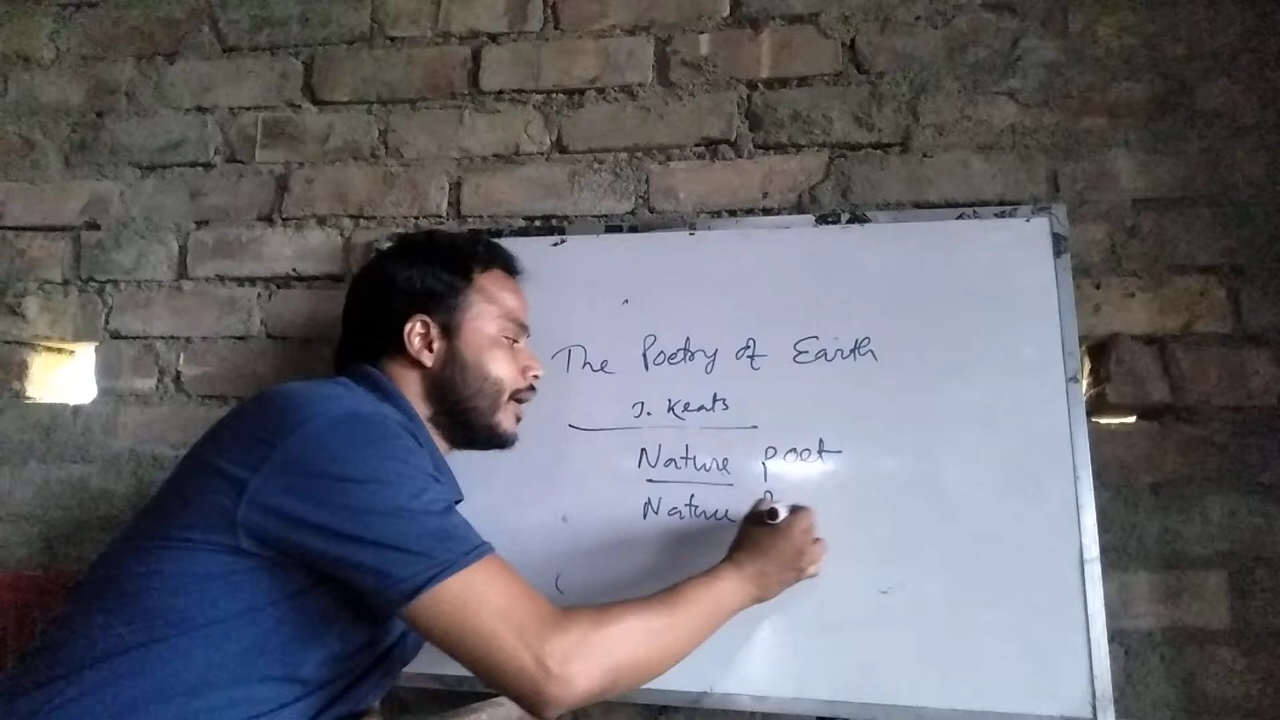 The Poetry of Earth
J. Keats
Nature poet
Nature